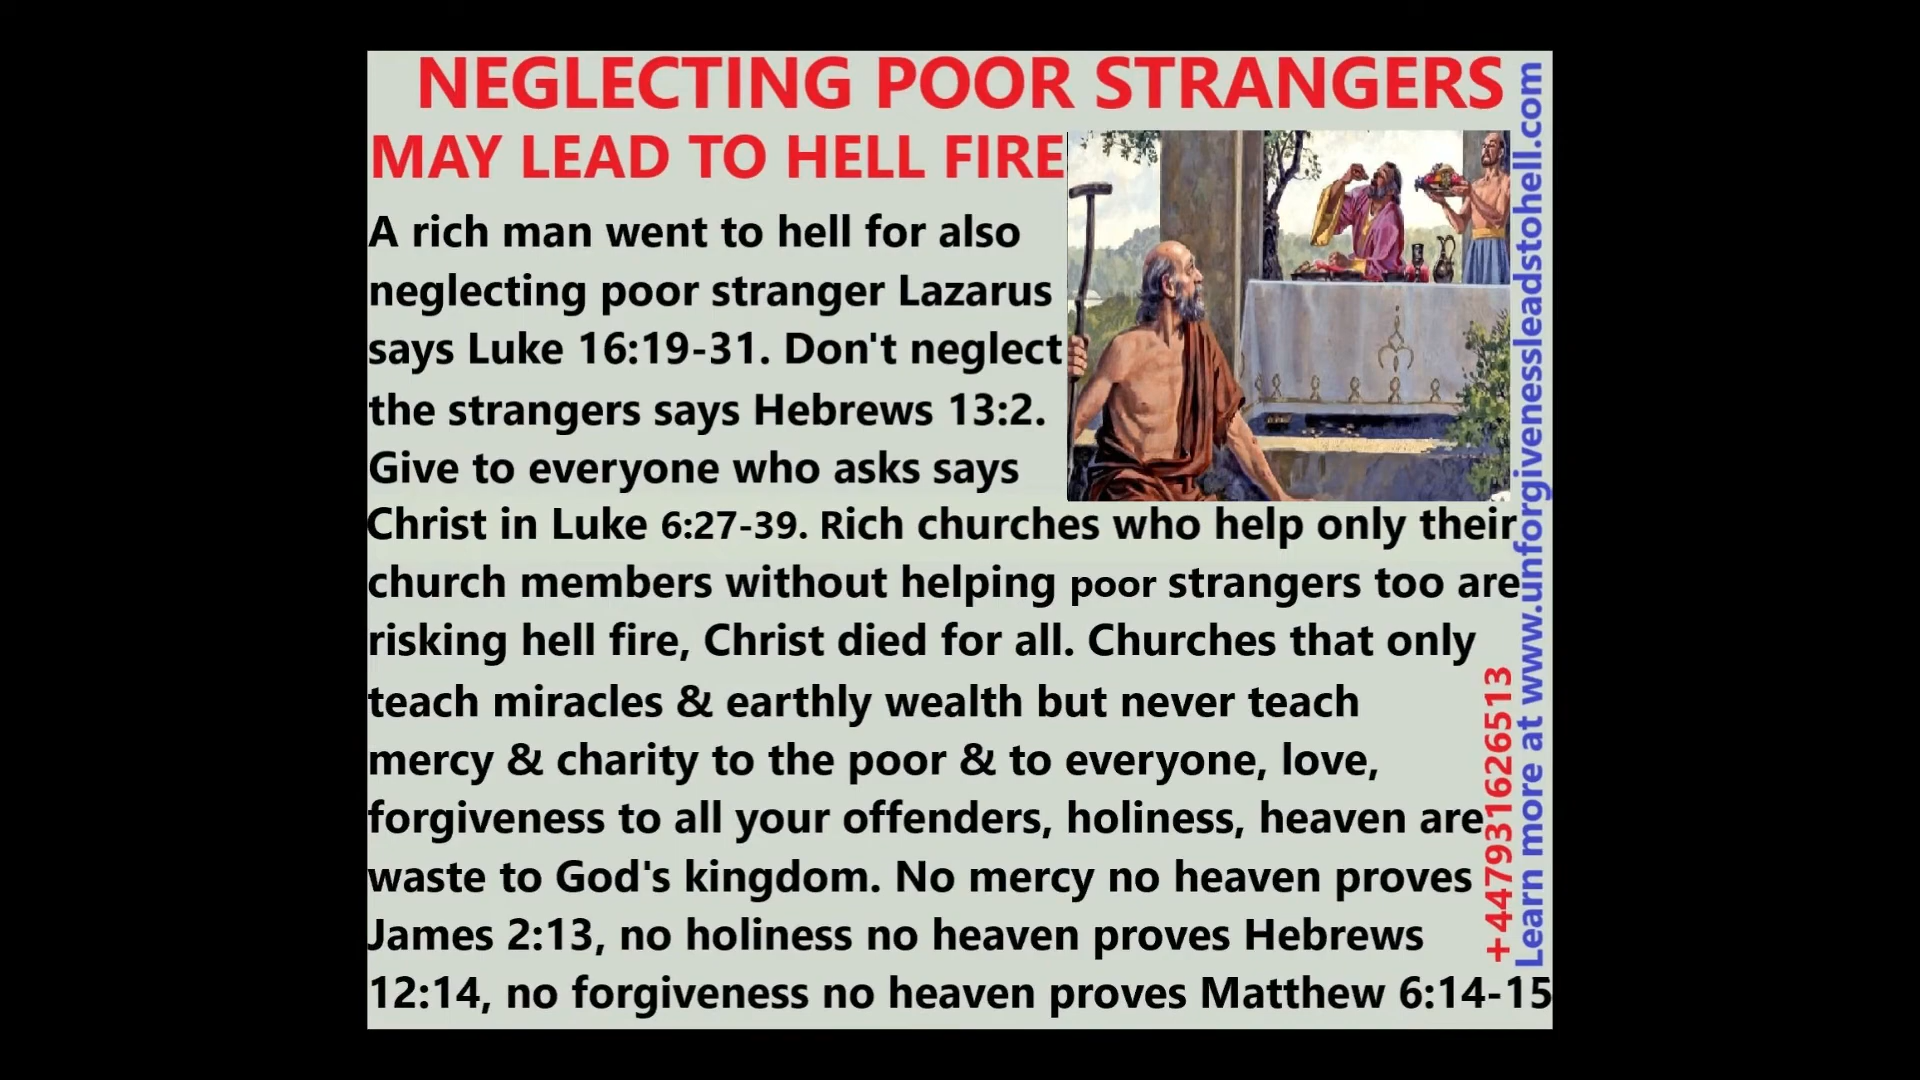 NEGLECTING POOR STRANGERS
MAY LEAD TO HELL FIRE
A rich man went to hell for also
neglecting poor stranger Lazarus
says Luke 16:19-31. Don't neglect
the strangers says Hebrews 13:2.
Give to everyone who asks says
Christ in Luke 6:27-39. Rich churches who help only their
church members without helping poor strangers too are
risking hell fire, Christ died for all. Churches that only
teach miracles & earthly wealth but never teach
mercy & charity to the poor & to everyone, love,
forgiveness to all your offenders, holiness, heaven are
waste to God's kingdom. No mercy no heaven proves
James 2:13, no holiness no heaven proves Hebrews
12:14, no forgiveness no heaven proves Matthew 6:14-15
+447931626513
Learn more at www.unforgivenessleadstohell.com